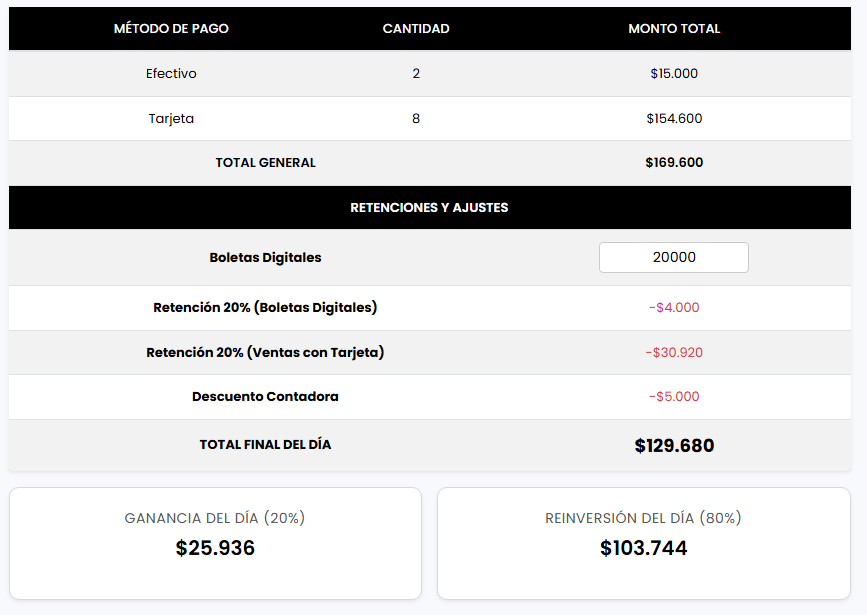 MÉTODO DE PAGO CANTIDAD MONTO TOTAL
Efectivo 2 $15.000
Tarjeta 8 $154.600
TOTAL GENERAL $169.600
RETENCIONES Y AJUSTES
Boletas Digitales 20000
Retención 20% (Boletas Digitales) -$4.000
Retención 20% (Ventas con Tarjeta) -$30.920
Descuento Contadora -$5.000
TOTAL FINAL DEL DÍA $129.680
GANANCIA DEL DÍA (20%)
$25.936
REINVERSIÓN DEL DÍA (80%)
$103.744